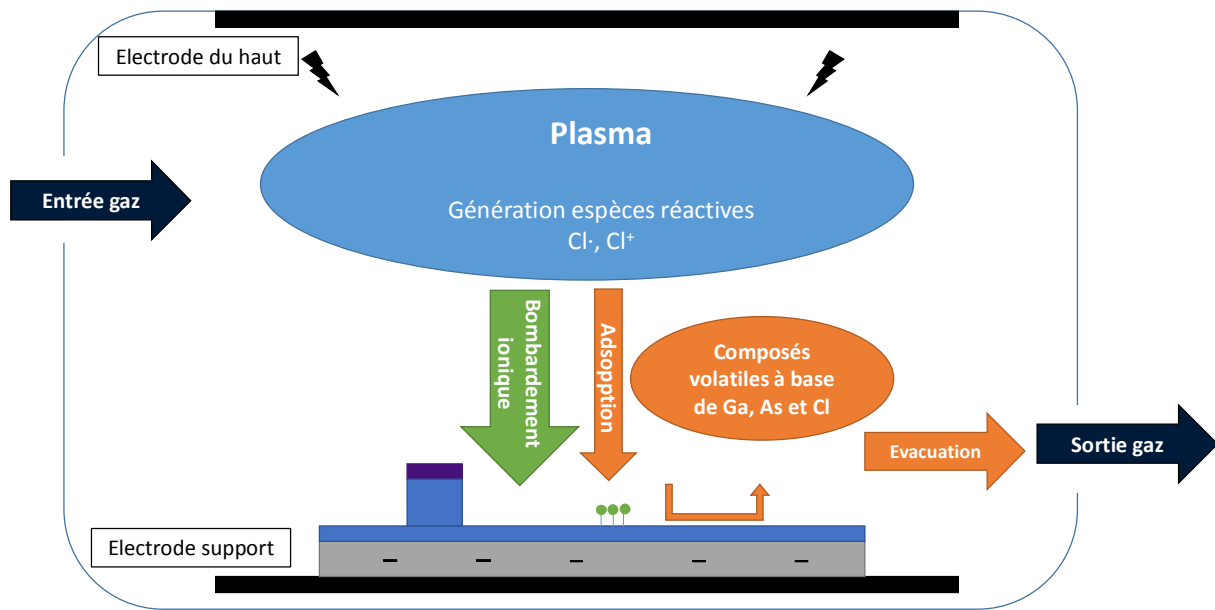 Electrode du haut
Plasma
Entrée gaz
Génération espèces réactives
Cl·, Cl⁺
Bombardement
ionique
Adsopption
Composés
volatiles à base
de Ga, As et Cl
Evacuation
Sortie gaz
Electrode support